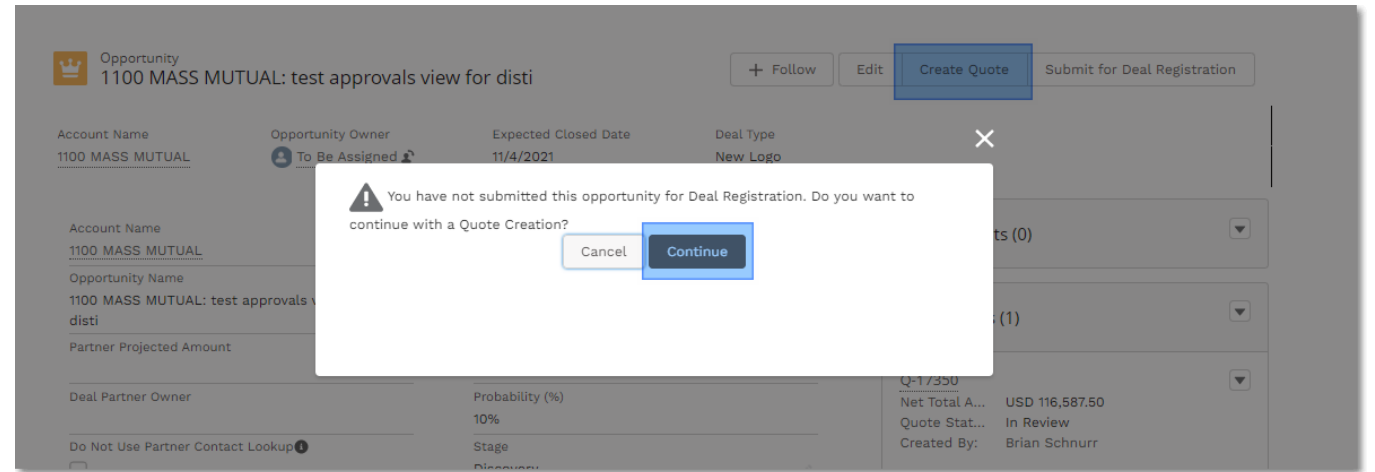 Opportunity
1100 MASS MUTUAL: test approvals view for disti
+ Follow
Edit
Create Quote
Submit for Deal Registration
Account Name
Opportunity Owner
Expected Closed Date
Deal Type
1100 MASS MUTUAL
To Be Assigned
11/4/2021
New Logo
You have not submitted this opportunity for Deal Registration. Do you want to
continue with a Quote Creation?
Cancel
Continue
Account Name
1100 MASS MUTUAL
Opportunity Name
1100 MASS MUTUAL: test approvals
disti
Partner Projected Amount
Deal Partner Owner
Probability (%)
10%
Do Not Use Partner Contact Lookup
Stage
Discovery
ts (0)
(1)
Q-17350
Net Total A... USD 116,587.50
Quote Stat... In Review
Created By: Brian Schnurr